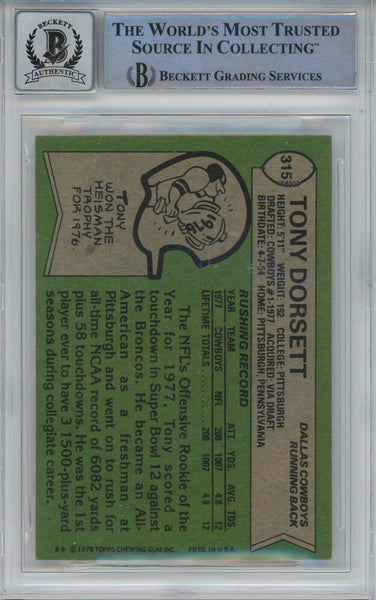 BECKETT
AUTHENTIC
THE WORLD'S MOST TRUSTED
SOURCE IN COLLECTING™
B BECKETT GRADING SERVICES
315
TONY DORSETT
DALLAS COWBOYS
RUNNING BACK
HEIGHT: 5'11" WEIGHT: 192 COLLEGE: PITTSBURGH
DRAFTED: COWBOYS #1-1977 ACQUIRED: VIA DRAFT
BIRTHDATE: 4-7-54 HOME: PITTSBURGH, PENNSYLVANIA
RUSHING RECORD
YEAR TEAM ATT. YDS. AVG. TDS.
1977 COWBOYS NFL 208 1007 4.8 12
LIFETIME TOTALS 208 1007 4.8 12
The NFL's Offensive Rookie of the
Year for 1977, Tony scored a
touchdown in Super Bowl 12 against
the Broncos. He became an All-
American as a freshman at
Pittsburgh and went on to rush for
all-time NCAA record of 6082 yards
plus 58 touchdowns. He was the 1st
player ever to have 3 1500-plus-yard
seasons during collegiate career.
1976
TONY
WON THE
HEISMAN
TROPHY
FOR 1976.
** © 1978 TOPPS CHEWING GUM INC. PRTD. IN U.S.A.